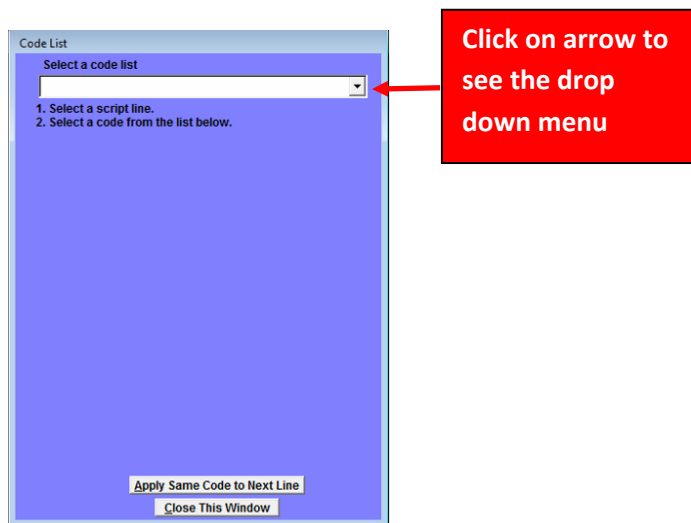 Code List
Select a code list
1. Select a script line.
2. Select a code from the list below.
Apply Same Code to Next Line
Close This Window
Click on arrow to
see the drop
down menu